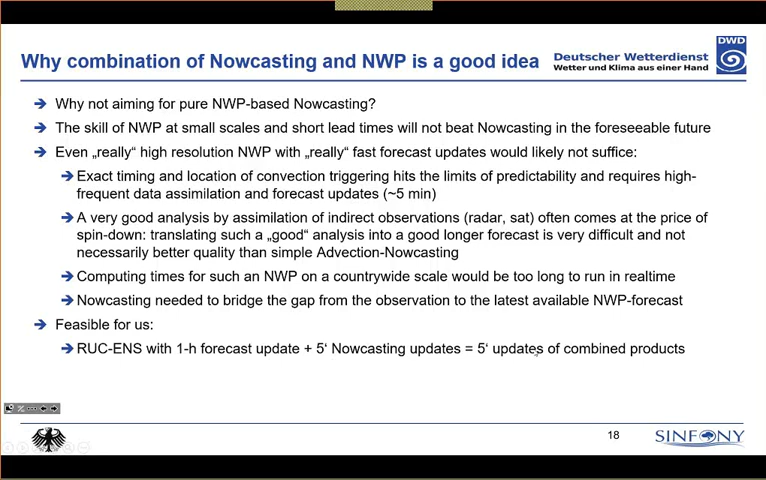 Why combination of Nowcasting and NWP is a good idea
DWD
Deutscher Wetterdienst
Wetter und Klima aus einer Hand
Why not aiming for pure NWP-based Nowcasting?
The skill of NWP at small scales and short lead times will not beat Nowcasting in the foreseeable future
Even „really“ high resolution NWP with „really“ fast forecast updates would likely not suffice:
Exact timing and location of convection triggering hits the limits of predictability and requires high-
frequent data assimilation and forecast updates (~5 min)
A very good analysis by assimilation of indirect observations (radar, sat) often comes at the price of
spin-down: translating such a „good“ analysis into a good longer forecast is very difficult and not
necessarily better quality than simple Advection-Nowcasting
Computing times for such an NWP on a countrywide scale would be too long to run in realtime
Nowcasting needed to bridge the gap from the observation to the latest available NWP-forecast
Feasible for us:
RUC-ENS with 1-h forecast update + 5‘ Nowcasting updates = 5‘ updates of combined products
18
SINFONY